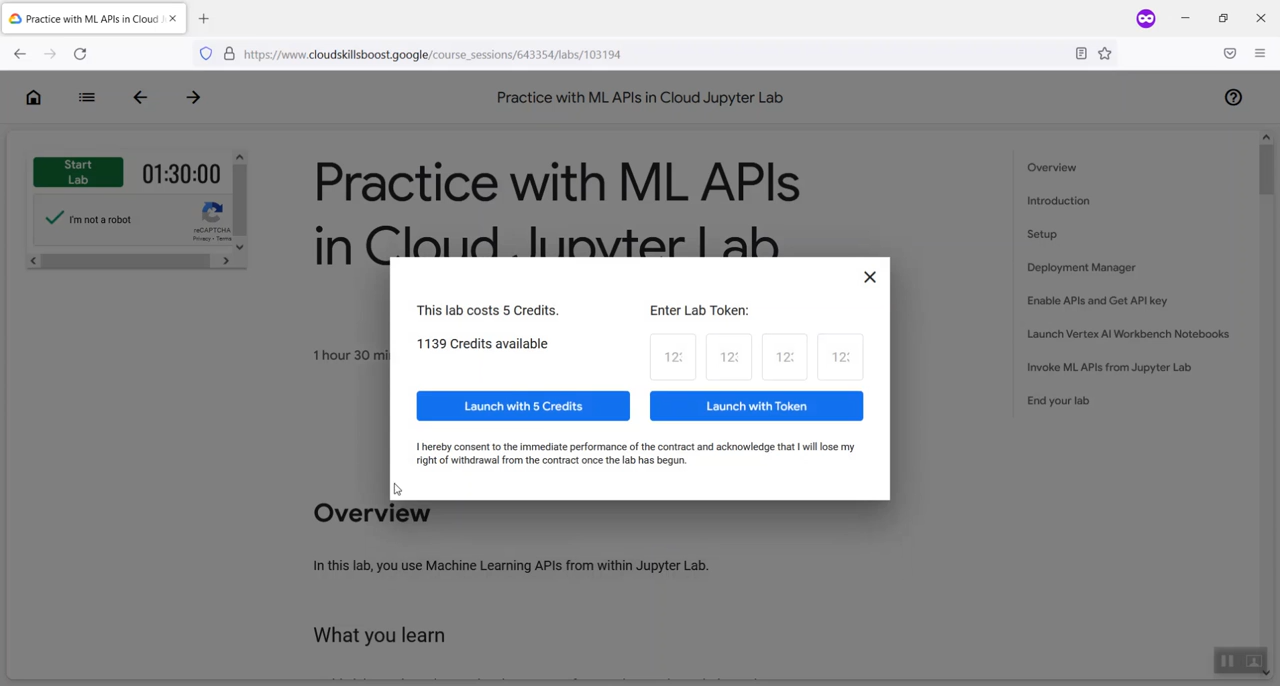 Practice with ML APIs in Cloud
https://www.cloudskillsboost.google/course_sessions/643354/labs/103194
Practice with ML APIs in Cloud Jupyter Lab
Start
Lab
01:30:00
I'm not a robot
reCAPTCHA
Privacy - Terms
Practice with ML APIs
in Cloud Jupyter Lab
1 hour 30
This lab costs 5 Credits.
1139 Credits available
Launch with 5 Credits
Enter Lab Token:
12 12 12 12
Launch with Token
I hereby consent to the immediate performance of the contract and acknowledge that I will lose my
right of withdrawal from the contract once the lab has begun.
Overview
In this lab, you use Machine Learning APIs from within Jupyter Lab.
What you learn
Overview
Introduction
Setup
Deployment Manager
Enable APIs and Get API key
Launch Vertex AI Workbench Notebooks
Invoke ML APIs from Jupyter Lab
End your lab